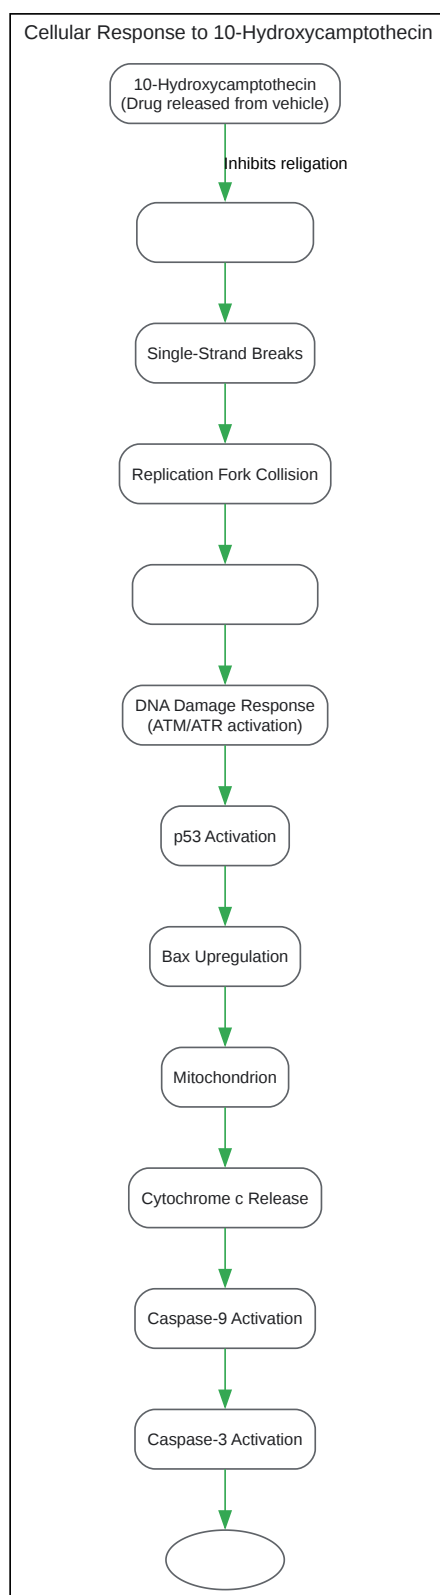 Cellular Response to 10-Hydroxycamptothecin
10-Hydroxycamptothecin
(Drug released from vehicle)
Inhibits religation
Single-Strand Breaks
Replication Fork Collision
DNA Damage Response
(ATM/ATR activation)
p53 Activation
Bax Upregulation
Mitochondrion
Cytochrome c Release
Caspase-9 Activation
Caspase-3 Activation